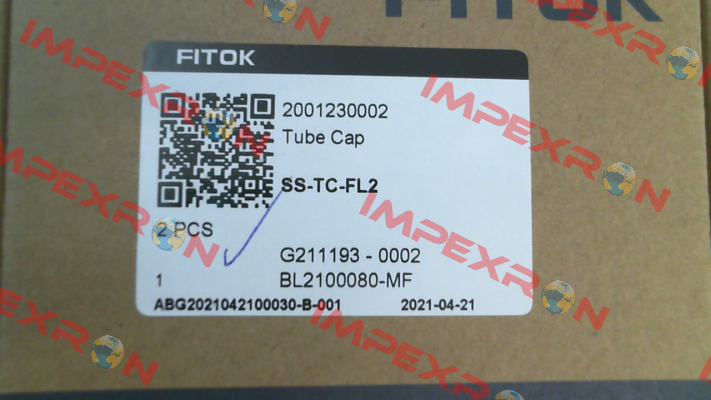 FITOK
FITOK
2001230002
Tube Cap
SS-TC-FL2
2 PCS
G211193 - 0002
1 BL2100080-MF
ABG2021042100030-B-001 2021-04-21
IMPEXRON
IMPEXRON
IMPEXRON
IMPEXRON
IMPEXRON
IMPEXRON